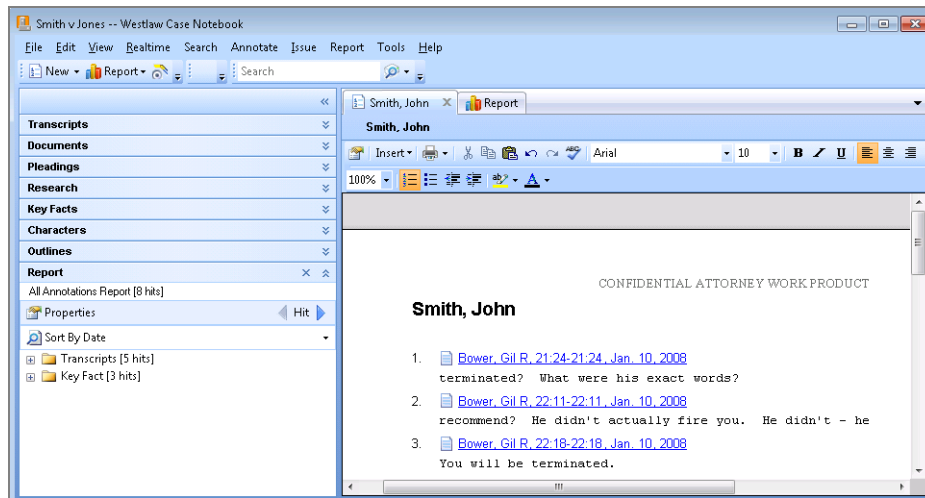 Smith v Jones -- Westlaw Case Notebook
File Edit View Realtime Search Annotate Issue Report Tools Help
New Report Search
Smith, John X Report
Transcripts
Smith, John
Documents
Pleadings
Insert Arial 10 B I U
Research
100%
Key Facts
Characters
Outlines
Report
All Annotations Report [8 hits]
Properties Hit
Sort By Date
Transcripts [5 hits]
Key Fact [3 hits]
CONFIDENTIAL ATTORNEY WORK PRODUCT
Smith, John
1. Bower, Gil R, 21:24-21:24, Jan. 10, 2008
terminated? What were his exact words?
2. Bower, Gil R, 22:11-22:11, Jan. 10, 2008
recommend? He didn't actually fire you. He didn't - he
3. Bower, Gil R, 22:18-22:18, Jan. 10, 2008
You will be terminated.